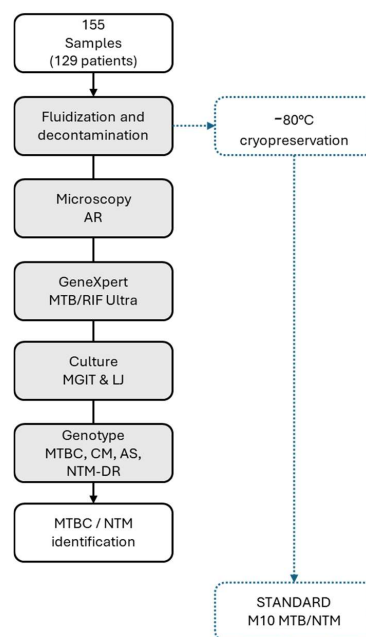 155
Samples
(129 patients)
Fluidization and
decontamination
−80ºC
cryopreservation
Microscopy
AR
GeneXpert
MTB/RIF Ultra
Culture
MGIT & LJ
Genotype
MTBC, CM, AS,
NTM-DR
MTBC / NTM
identification
STANDARD
M10 MTB/NTM